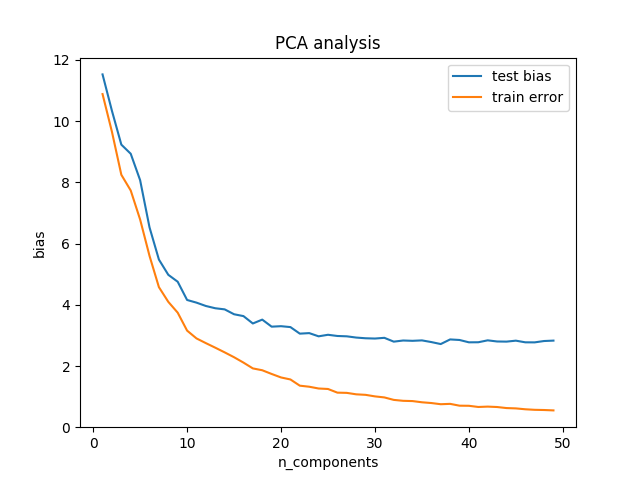 PCA analysis
test bias
train error
12
10
8
6
4
2
0
bias
0
10
20
30
40
50
n_components